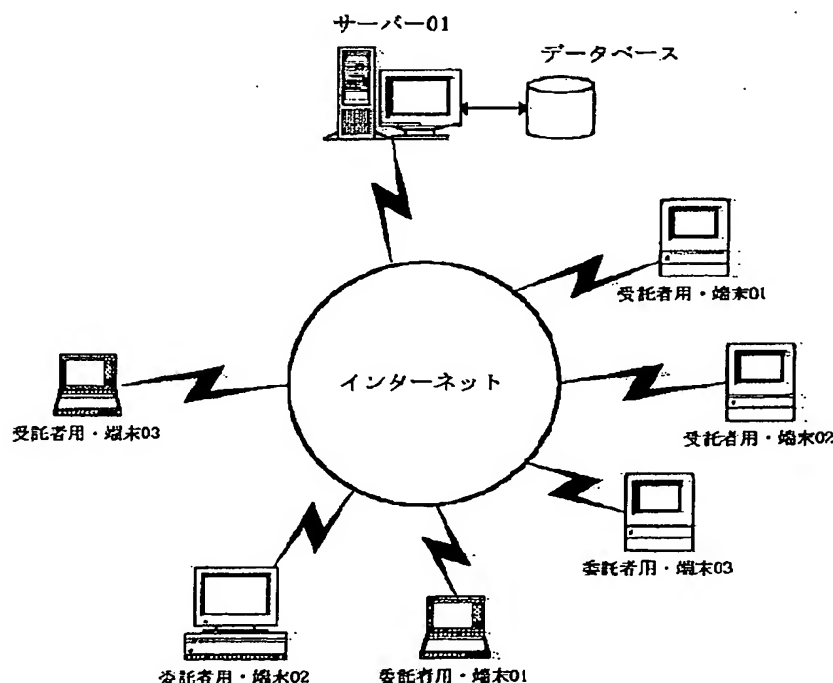 サーバー01
データベース
受託者用・端末01
インターネット
受託者用・端末02
受託者用・端末03
委託者用・端末03
委託者用・端末02
委託者用・端末01